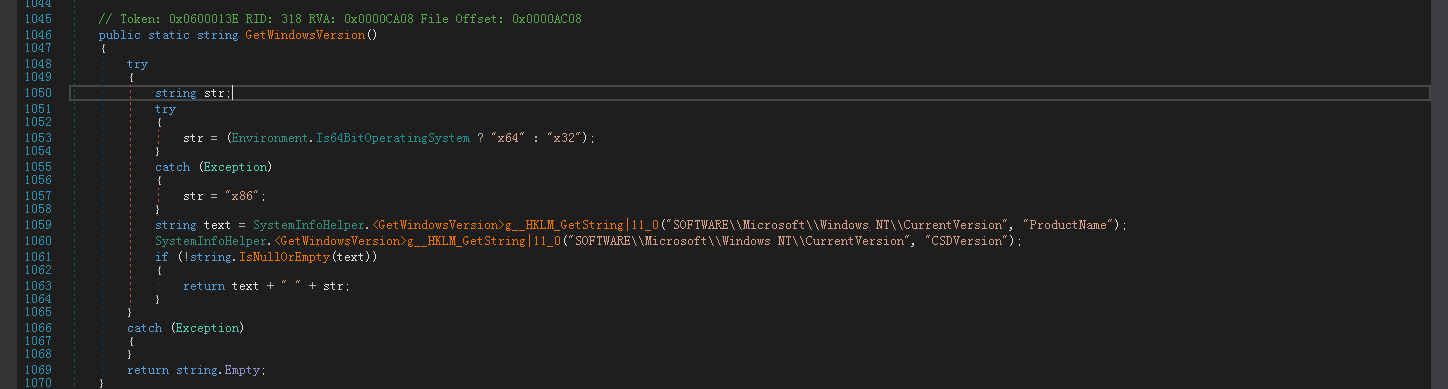 1044
1045 // Token: 0x0600013E RID: 318 RVA: 0x0000CA08 File Offset: 0x0000AC08
1046 public static string GetWindowsVersion()
1047 {
1048 try
1049 {
1050 string str;
1051 try
1052 {
1053 str = (Environment.Is64BitOperatingSystem ? "x64" : "x32");
1054 }
1055 catch (Exception)
1056 {
1057 str = "x86";
1058 }
1059 string text = SystemInfoHelper.<GetWindowsVersion>g__HKLM_GetString|11_0("SOFTWARE\\Microsoft\\Windows NT\\CurrentVersion", "ProductName");
1060 SystemInfoHelper.<GetWindowsVersion>g__HKLM_GetString|11_0("SOFTWARE\\Microsoft\\Windows NT\\CurrentVersion", "CSDVersion");
1061 if (!string.IsNullOrEmpty(text))
1062 {
1063 return text + " " + str;
1064 }
1065 }
1066 catch (Exception)
1067 {
1068 }
1069 return string.Empty;
1070 }